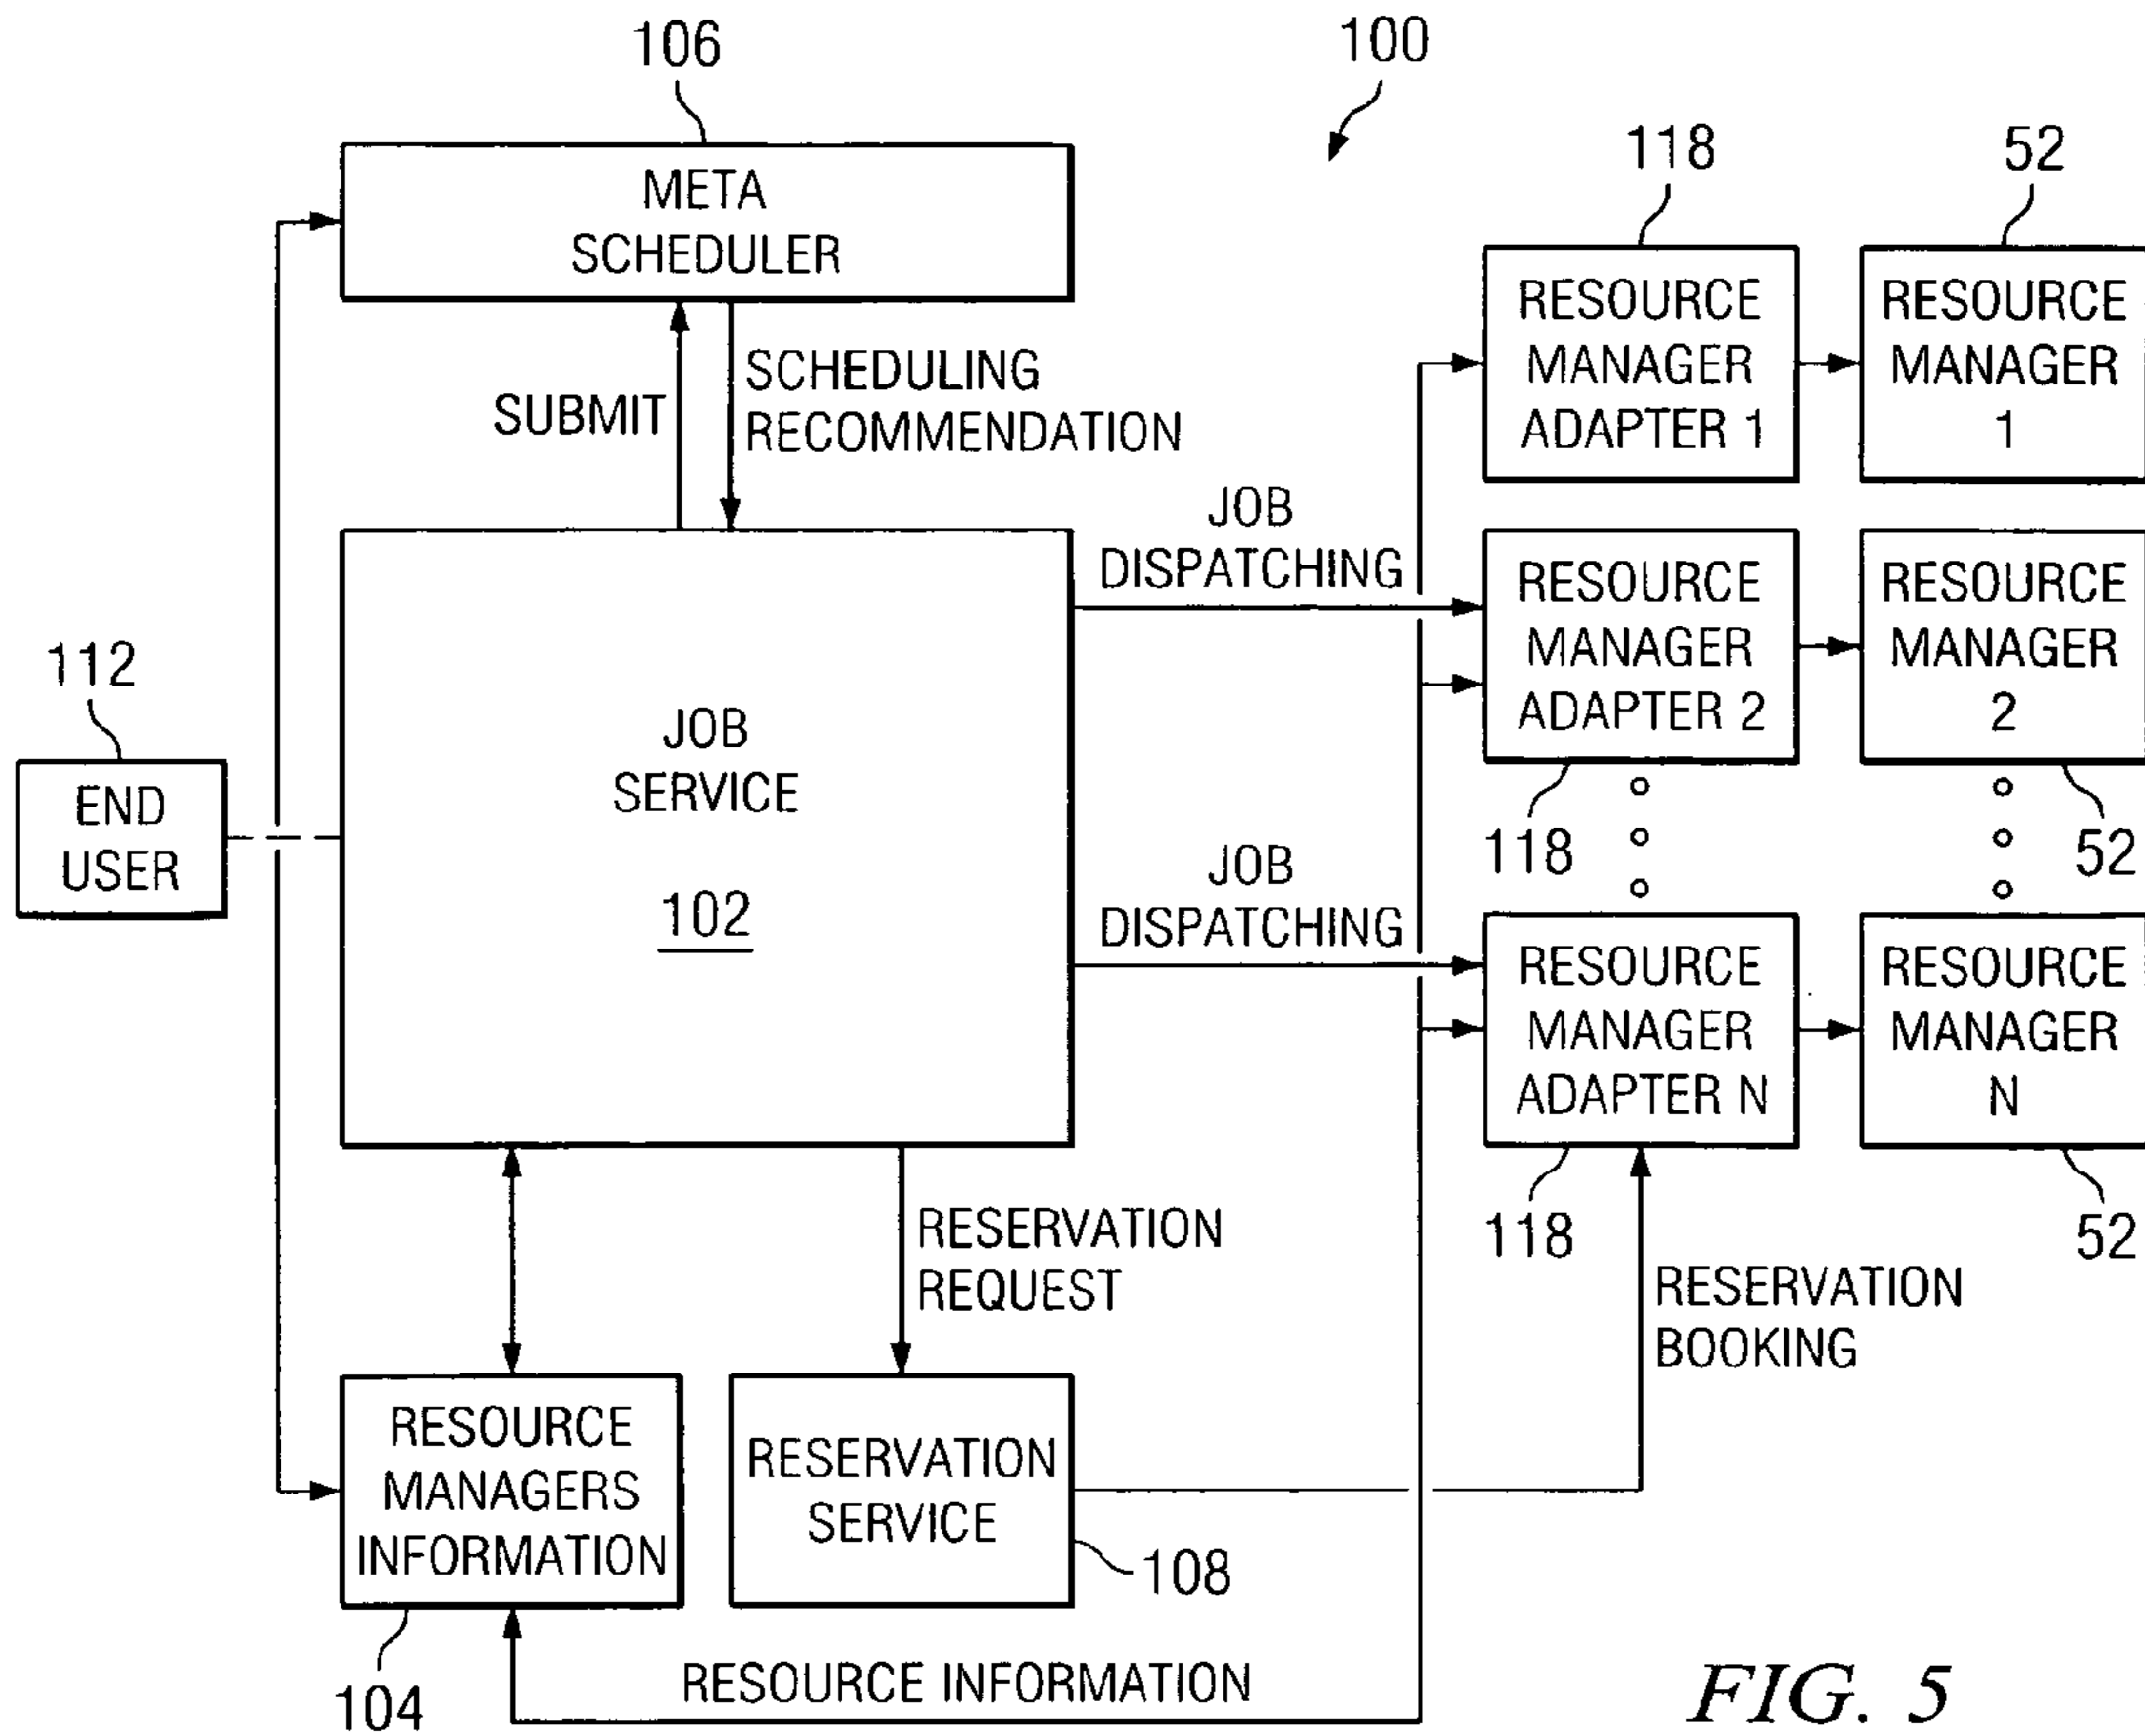 106
100
META
SCHEDULER
118
52
RESOURCE
MANAGER
ADAPTER 1
RESOURCE
MANAGER
1
SUBMIT
SCHEDULING
RECOMMENDATION
JOB
DISPATCHING
RESOURCE
MANAGER
ADAPTER 2
RESOURCE
MANAGER
2
118
52
112
END
USER
JOB
SERVICE
102
JOB
DISPATCHING
RESOURCE
MANAGER
ADAPTER N
RESOURCE
MANAGER
N
118
52
RESERVATION
REQUEST
RESERVATION
BOOKING
RESOURCE
MANAGERS
INFORMATION
RESERVATION
SERVICE
108
104
RESOURCE INFORMATION
FIG. 5